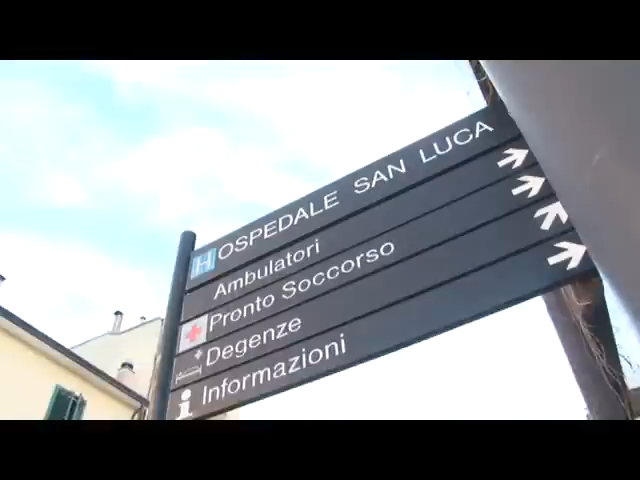 H OSPEDALE SAN LUCA
Ambulatori
Pronto Soccorso
Degenze
i Informazioni